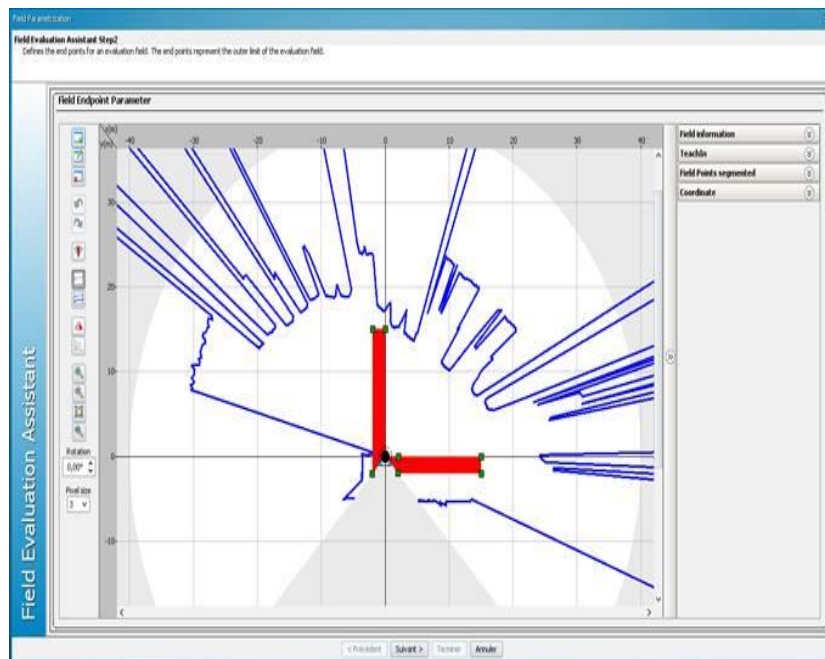 Field Parametrization
Field Evaluation Assistant Step2
Defines the end points for an evaluation field. The end points represent the outer limit of the evaluation field.
Field Endpoint Parameter
x(m)
y(m)
-40
-30
-20
-10
0
10
20
30
40
30
20
10
0
-10
Rotation
0,00°
Pixel size
3
Field information
TeachIn
Field Points segmented
Coordinate
Field Evaluation Assistant
< Précédent
Suivant >
Terminer
Annuler